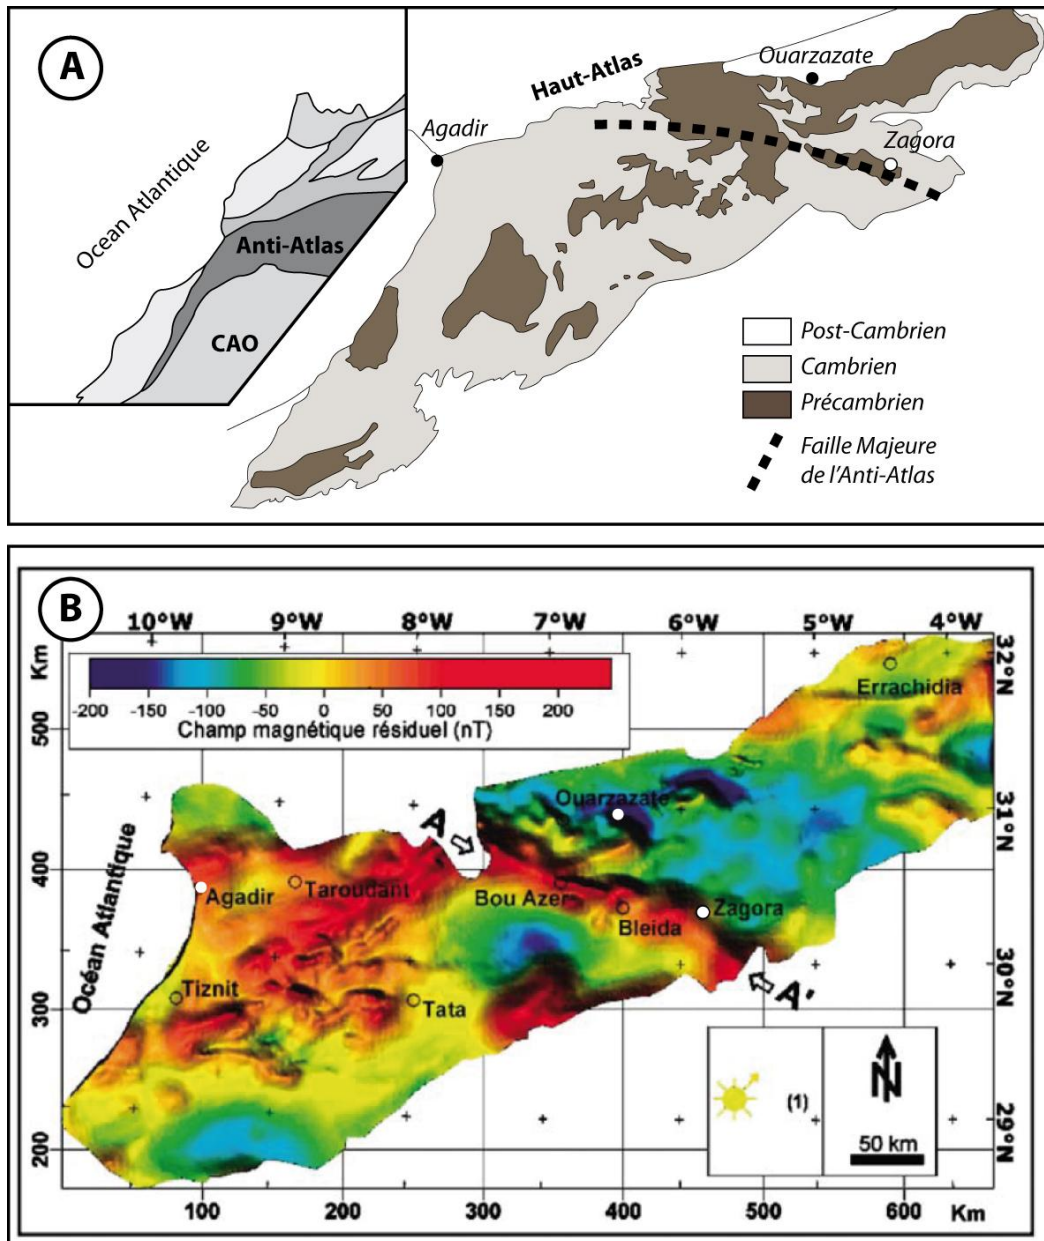 A
Ocean Atlantique
Anti-Atlas
CAO
Haut-Atlas
Agadir
Ouarzazate
Zagora
Post-Cambrien
Cambrien
Précambrien
Faille Majeure
de l'Anti-Atlas
B
10°W 9°W 8°W 7°W 6°W 5°W 4°W
Km
-200 -150 -100 -50 0 50 100 150 200
Champ magnétique résiduel (nT)
32°N
Errachidia
500
Ouarzazate
31°N
A
400
Océan Atlantique
Agadir
Taroudant
Bou Azer
Bleida
Zagora
30°N
A'
Tiznit
Tata
300
(1)
N
50 km
29°N
200
100 200 300 400 500 600 Km